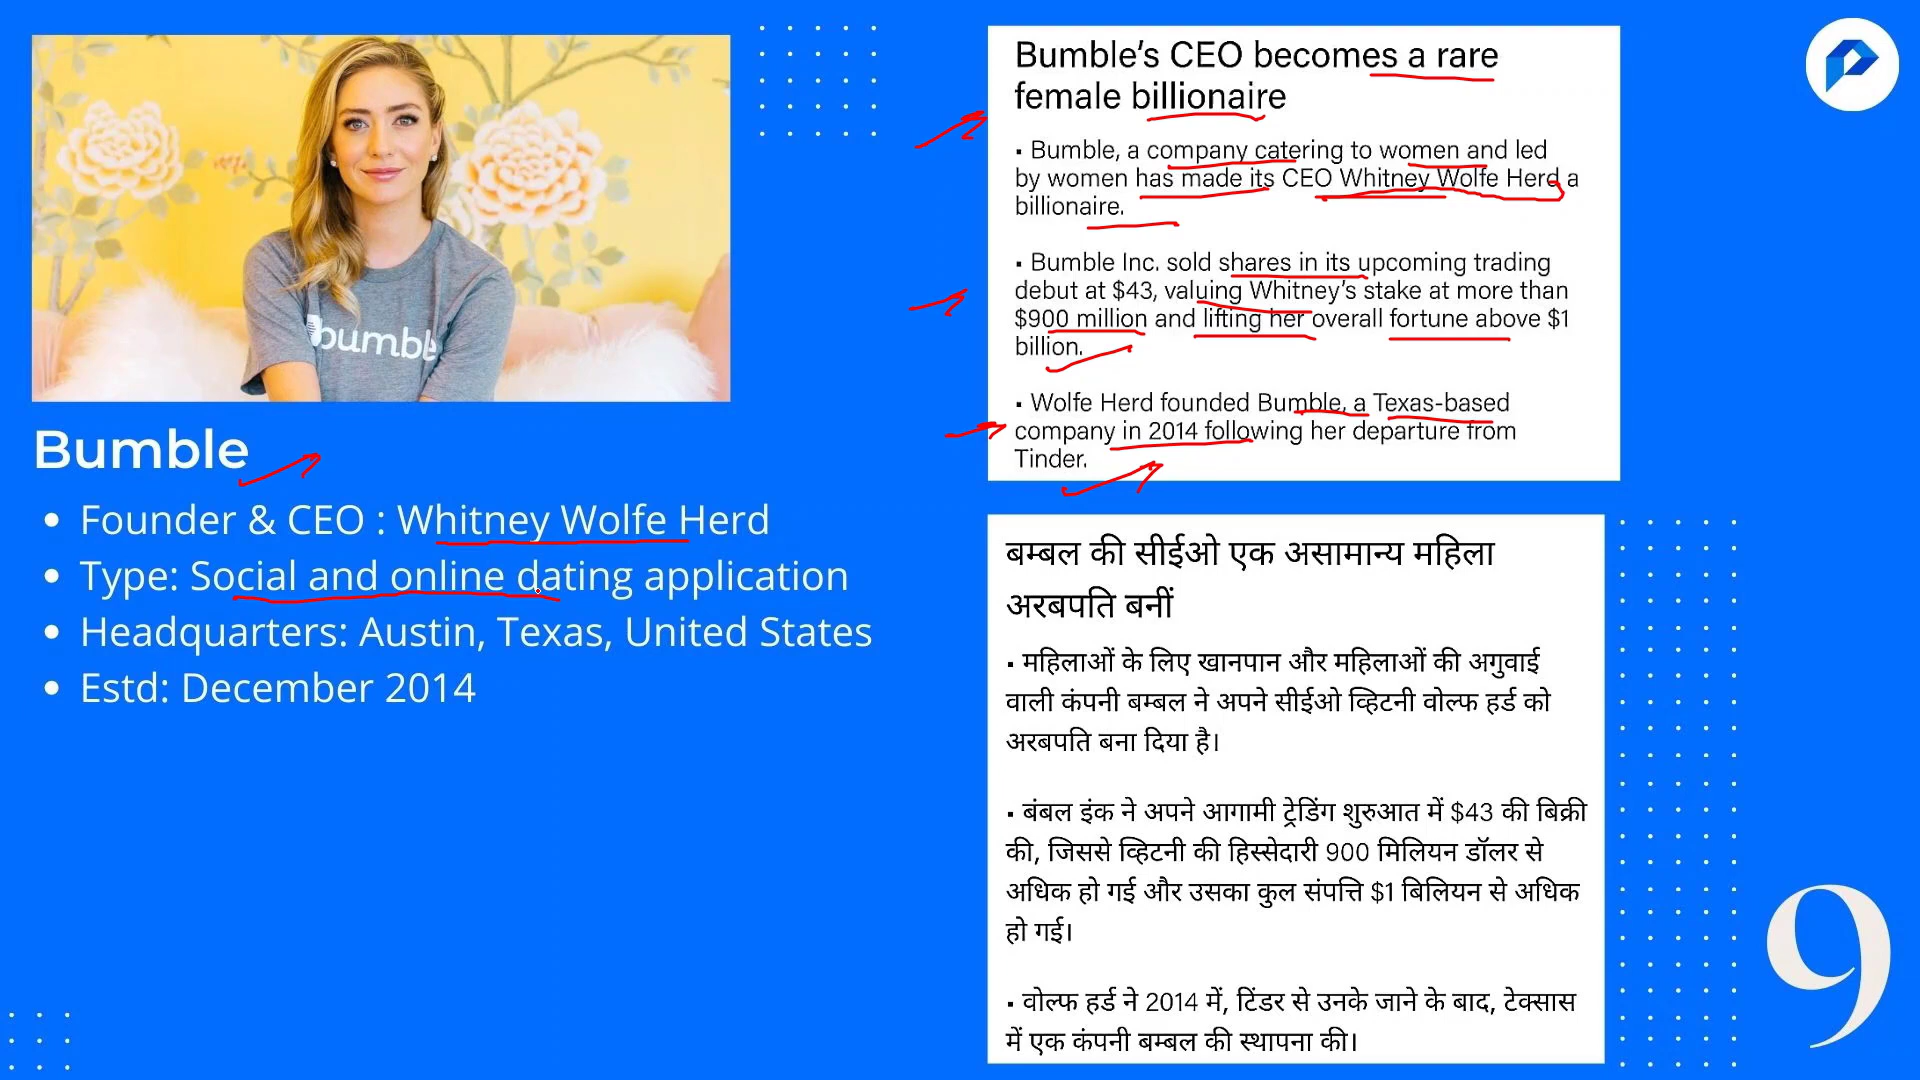 bumble
Bumble
• Founder & CEO : Whitney Wolfe Herd
• Type: Social and online dating application
• Headquarters: Austin, Texas, United States
• Estd: December 2014
Bumble's CEO becomes a rare
female billionaire
▪ Bumble, a company catering to women and led
by women has made its CEO Whitney Wolfe Herd a
billionaire.
▪ Bumble Inc. sold shares in its upcoming trading
debut at $43, valuing Whitney's stake at more than
$900 million and lifting her overall fortune above $1
billion.
▪ Wolfe Herd founded Bumble, a Texas-based
company in 2014 following her departure from
Tinder.
बम्बल की सीईओ एक असामान्य महिला
अरबपति बनीं
▪ महिलाओं के लिए खानपान और महिलाओं की अगुवाई
वाली कंपनी बम्बल ने अपने सीईओ व्हिटनी वोल्फ हर्ड को
अरबपति बना दिया है।
▪ बंबल इंक ने अपने आगामी ट्रेडिंग शुरुआत में $43 की बिक्री
की, जिससे व्हिटनी की हिस्सेदारी 900 मिलियन डॉलर से
अधिक हो गई और उसका कुल संपत्ति $1 बिलियन से अधिक
हो गई।
▪ वोल्फ हर्ड ने 2014 में, टिंडर से उनके जाने के बाद, टेक्सास
में एक कंपनी बम्बल की स्थापना की।
9